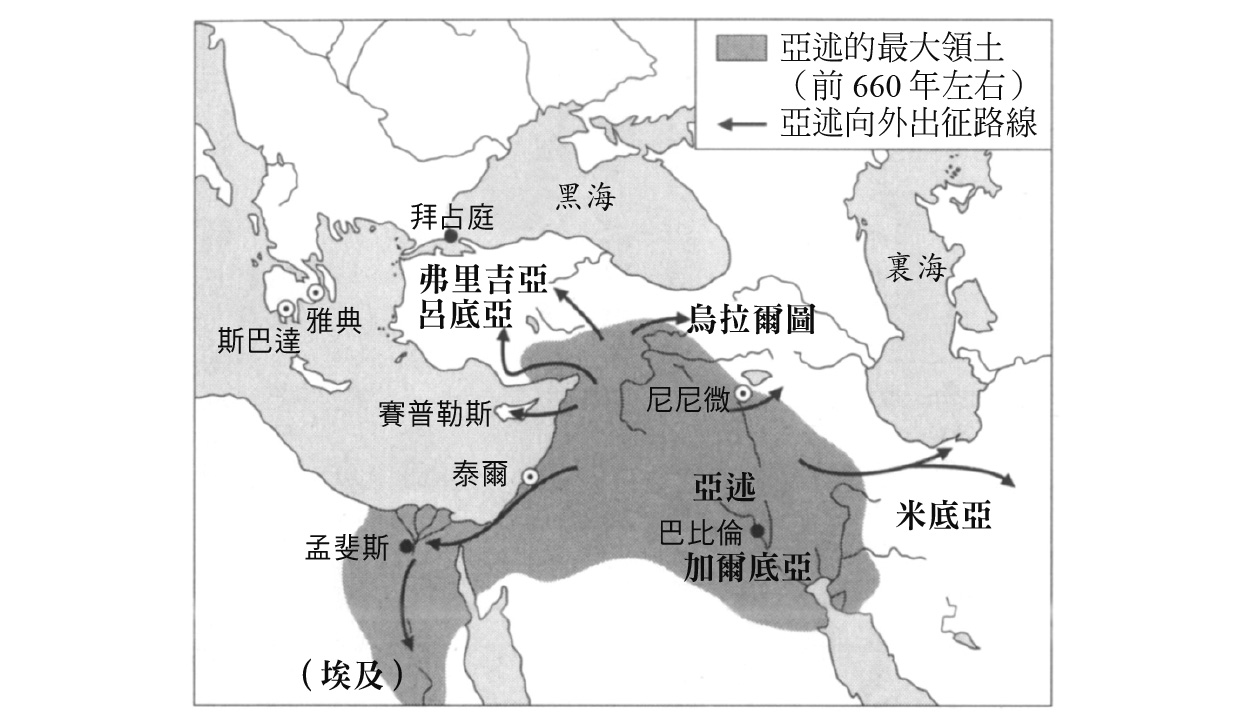 亞述的最大領土
（前 660 年左右）
亞述向外出征路線
黑海
拜占庭
裏海
弗里吉亞
呂底亞
烏拉爾圖
雅典
斯巴達
尼尼微
賽普勒斯
泰爾
亞述
米底亞
巴比倫
孟斐斯
加爾底亞
（埃及）